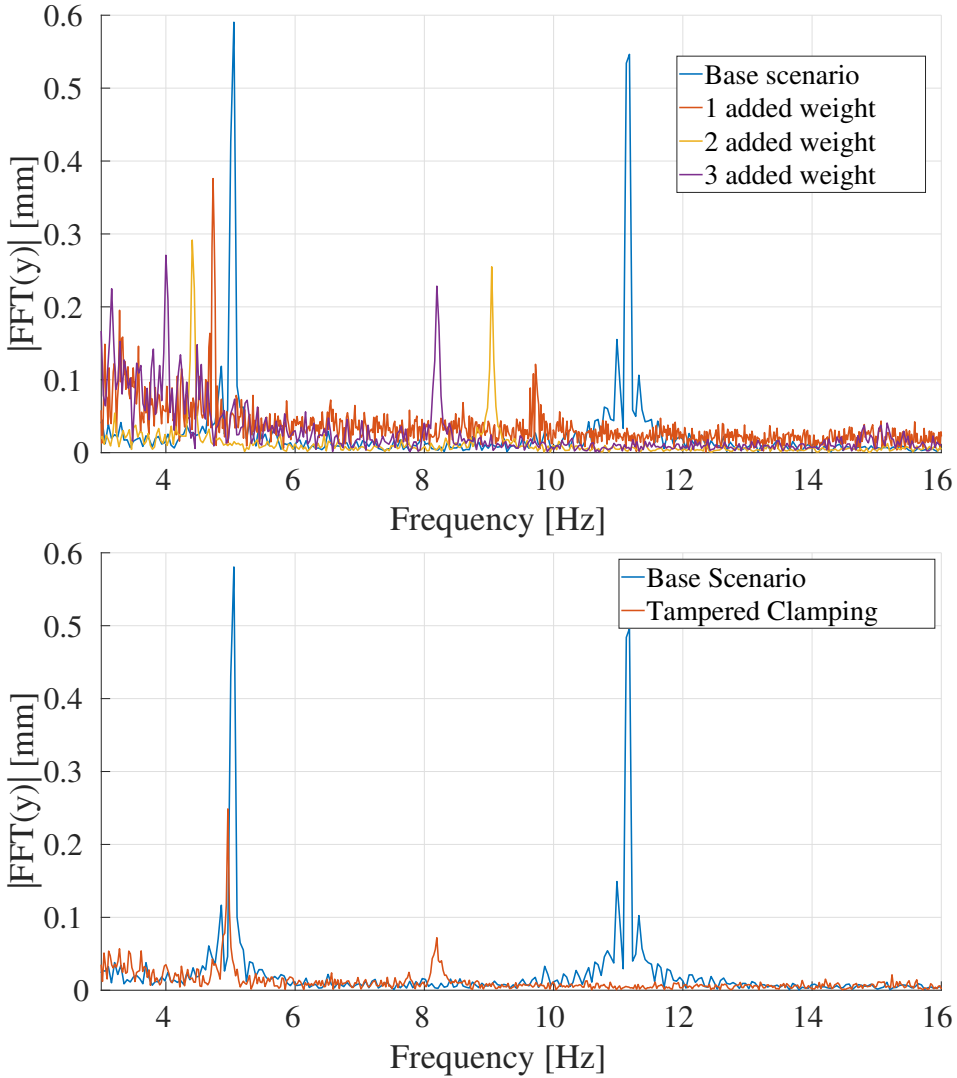 |FFT(y)| [mm]
0.6
0.5
0.4
0.3
0.2
0.1
0
Base scenario
1 added weight
2 added weight
3 added weight
4 6 8 10 12 14 16
Frequency [Hz]
|FFT(y)| [mm]
0.6
0.5
0.4
0.3
0.2
0.1
0
Base Scenario
Tampered Clamping
4 6 8 10 12 14 16
Frequency [Hz]